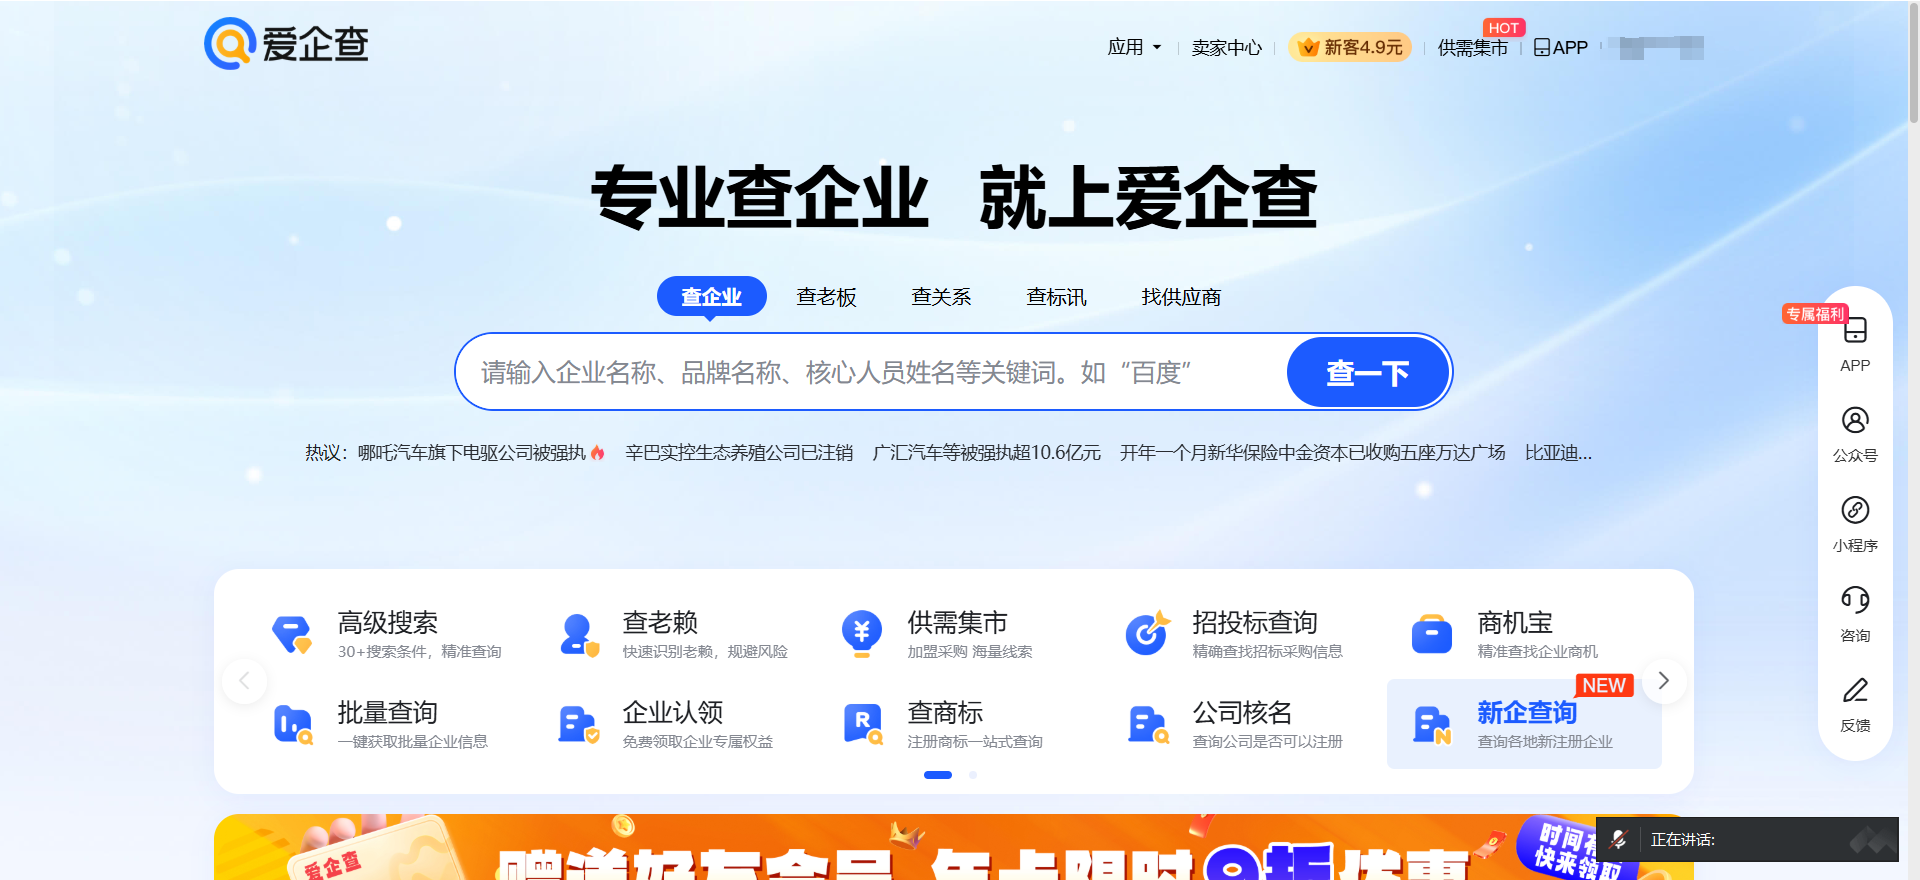 爱企查
应用
卖家中心
新客4.9元
供需集市
HOT
APP
专业查企业 就上爱企查
查企业
查老板
查关系
查标讯
找供应商
请输入企业名称、品牌名称、核心人员姓名等关键词。如“百度”
查一下
热议：哪吒汽车旗下电驱公司被强执 辛巴实控生态养殖公司已注销 广汇汽车等被强执超10.6亿元 开年一个月新华保险中金资本已收购五座万达广场 比亚迪...
专属福利
APP
公众号
小程序
咨询
反馈
高级搜索
30+搜索条件，精准查询
查老赖
快速识别老赖，规避风险
供需集市
加盟采购 海量线索
招投标查询
精确查找招标采购信息
商机宝
精准查找企业商机
批量查询
一键获取批量企业信息
企业认领
免费领取企业专属权益
R
查商标
注册商标一站式查询
公司核名
查询公司是否可以注册
NEW
新企查询
查询各地新注册企业
爱企查
赠送好友会员 年卡限时9折优惠
时间有
快来领取
正在讲话: